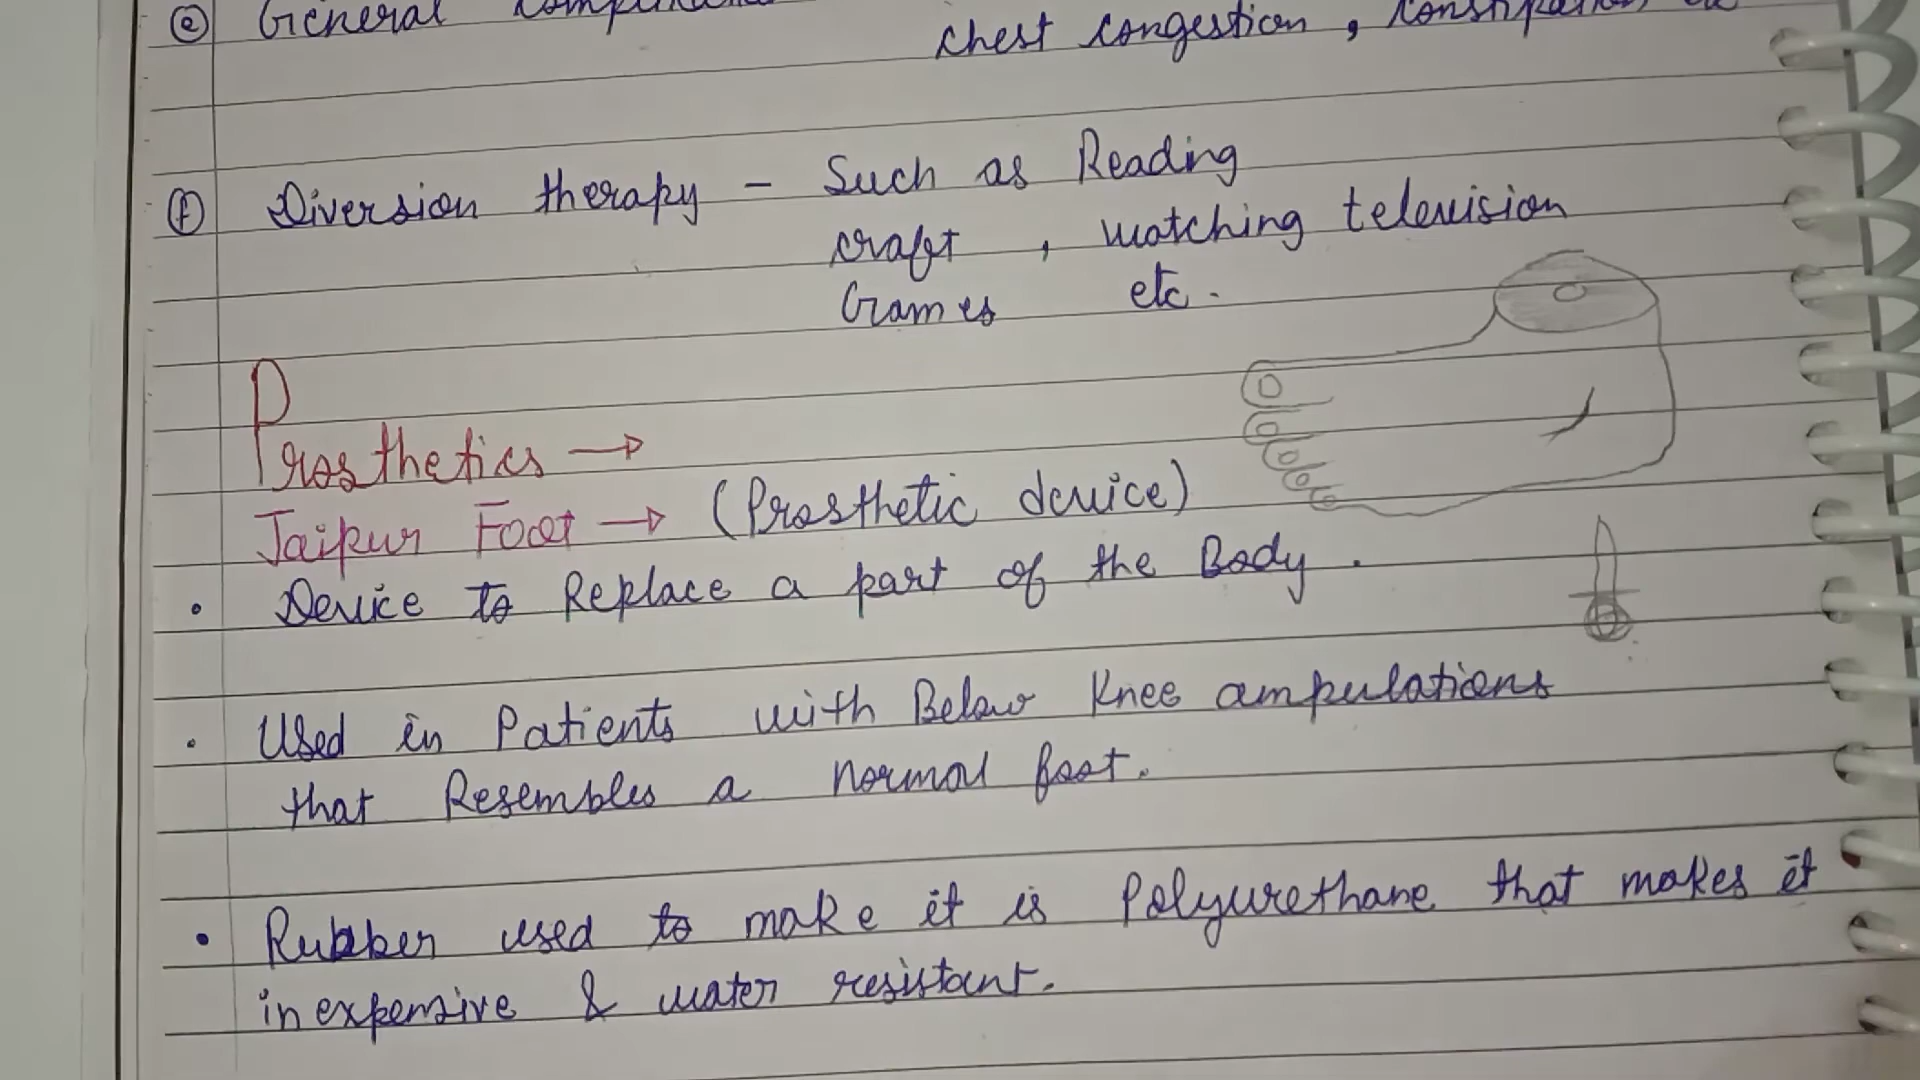 (e) General
chest congestion,
(f) Diversion therapy - Such as Reading
craft, watching television
Games etc.
Prosthetics →
Jaipur Foot → (Prosthetic device)
• Device to Replace a part of the Body.
• Used in Patients with Below Knee ampulations
that Resembles a Normal foot.
• Rubber used to make it is Polyurethane that makes it
inexpensive & water resistant.